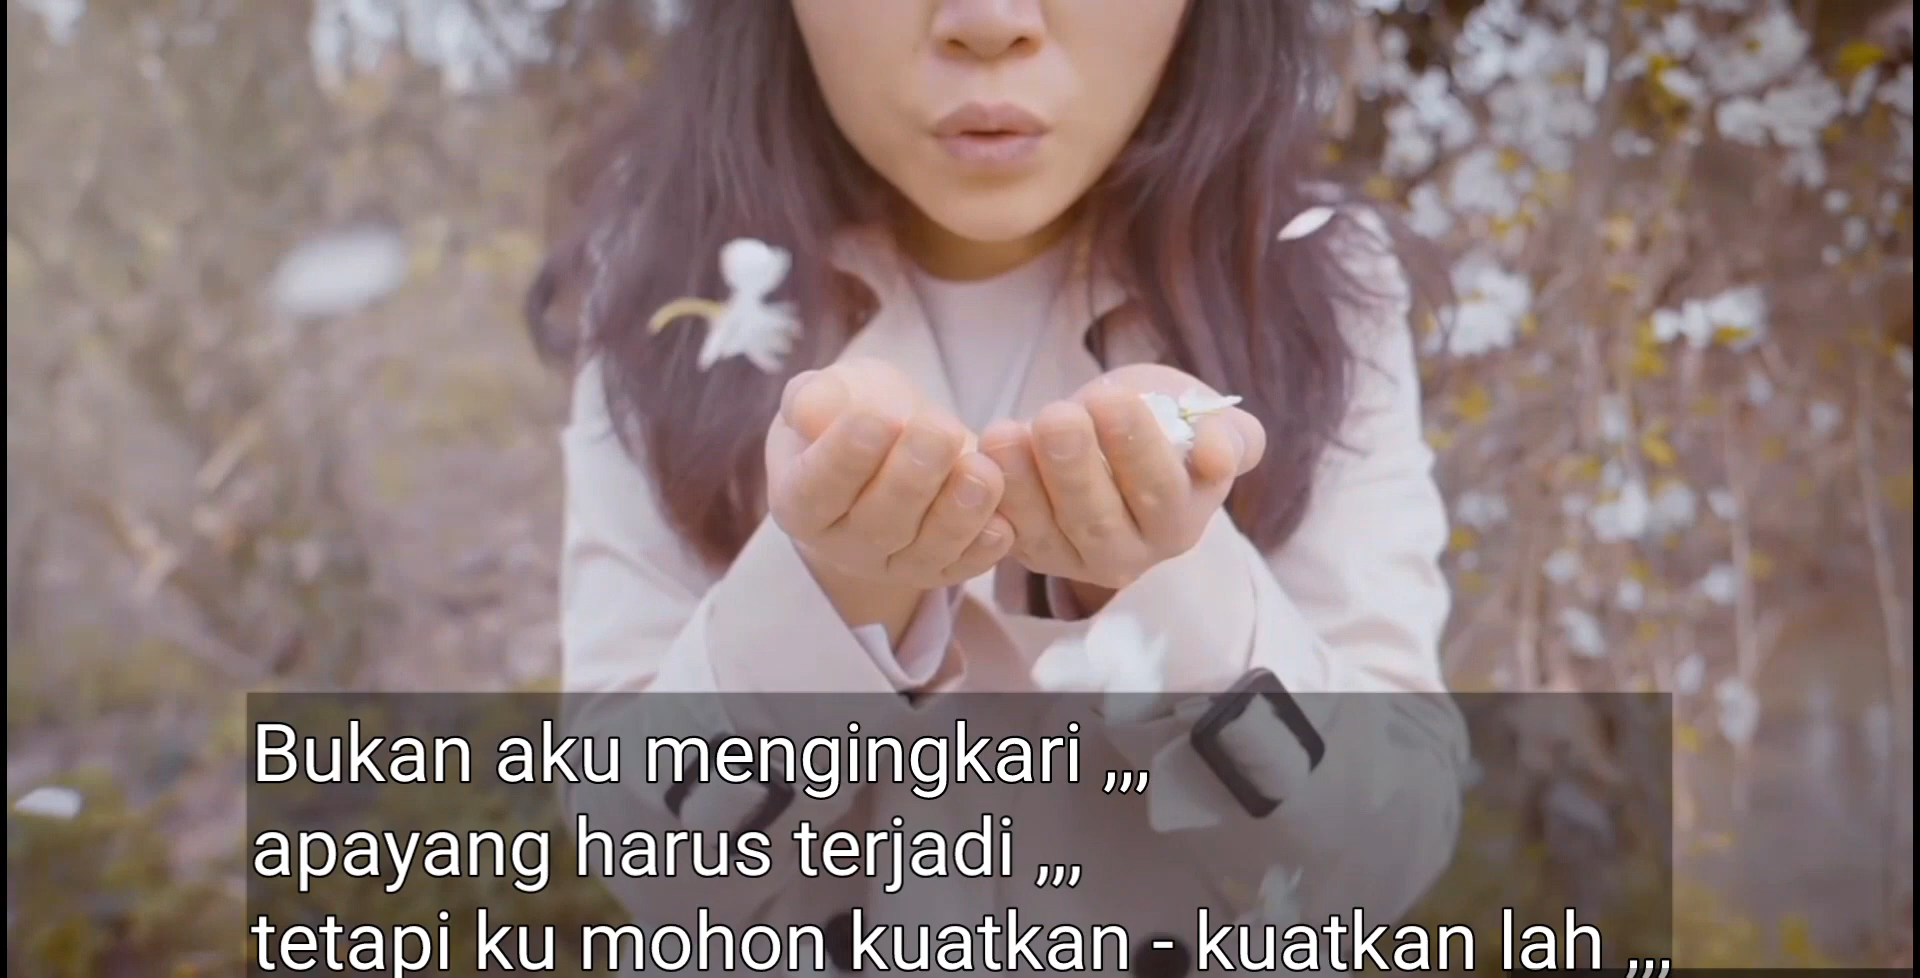 Bukan aku mengingkari ,,,
apayang harus terjadi ,,,
tetapi ku mohon kuatkan - kuatkan lah ,,,